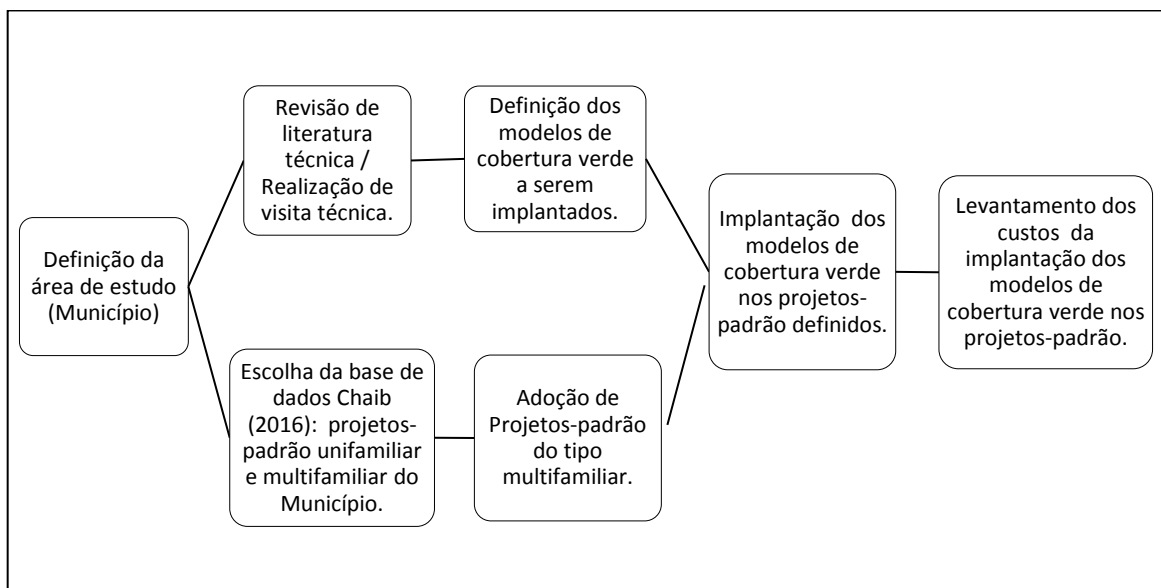 Definição da
área de estudo
(Município)
Revisão de
literatura
técnica /
Realização de
visita técnica.
Definição dos
modelos de
cobertura verde
a serem
implantados.
Escolha da base de
dados Chaib
(2016): projetos-
padrão unifamiliar
e multifamiliar do
Município.
Adoção de
Projetos-padrão
do tipo
multifamiliar.
Implantação dos
modelos de
cobertura verde
nos projetos-
padrão definidos.
Levantamento dos
custos da
implantação dos
modelos de
cobertura verde nos
projetos-padrão.